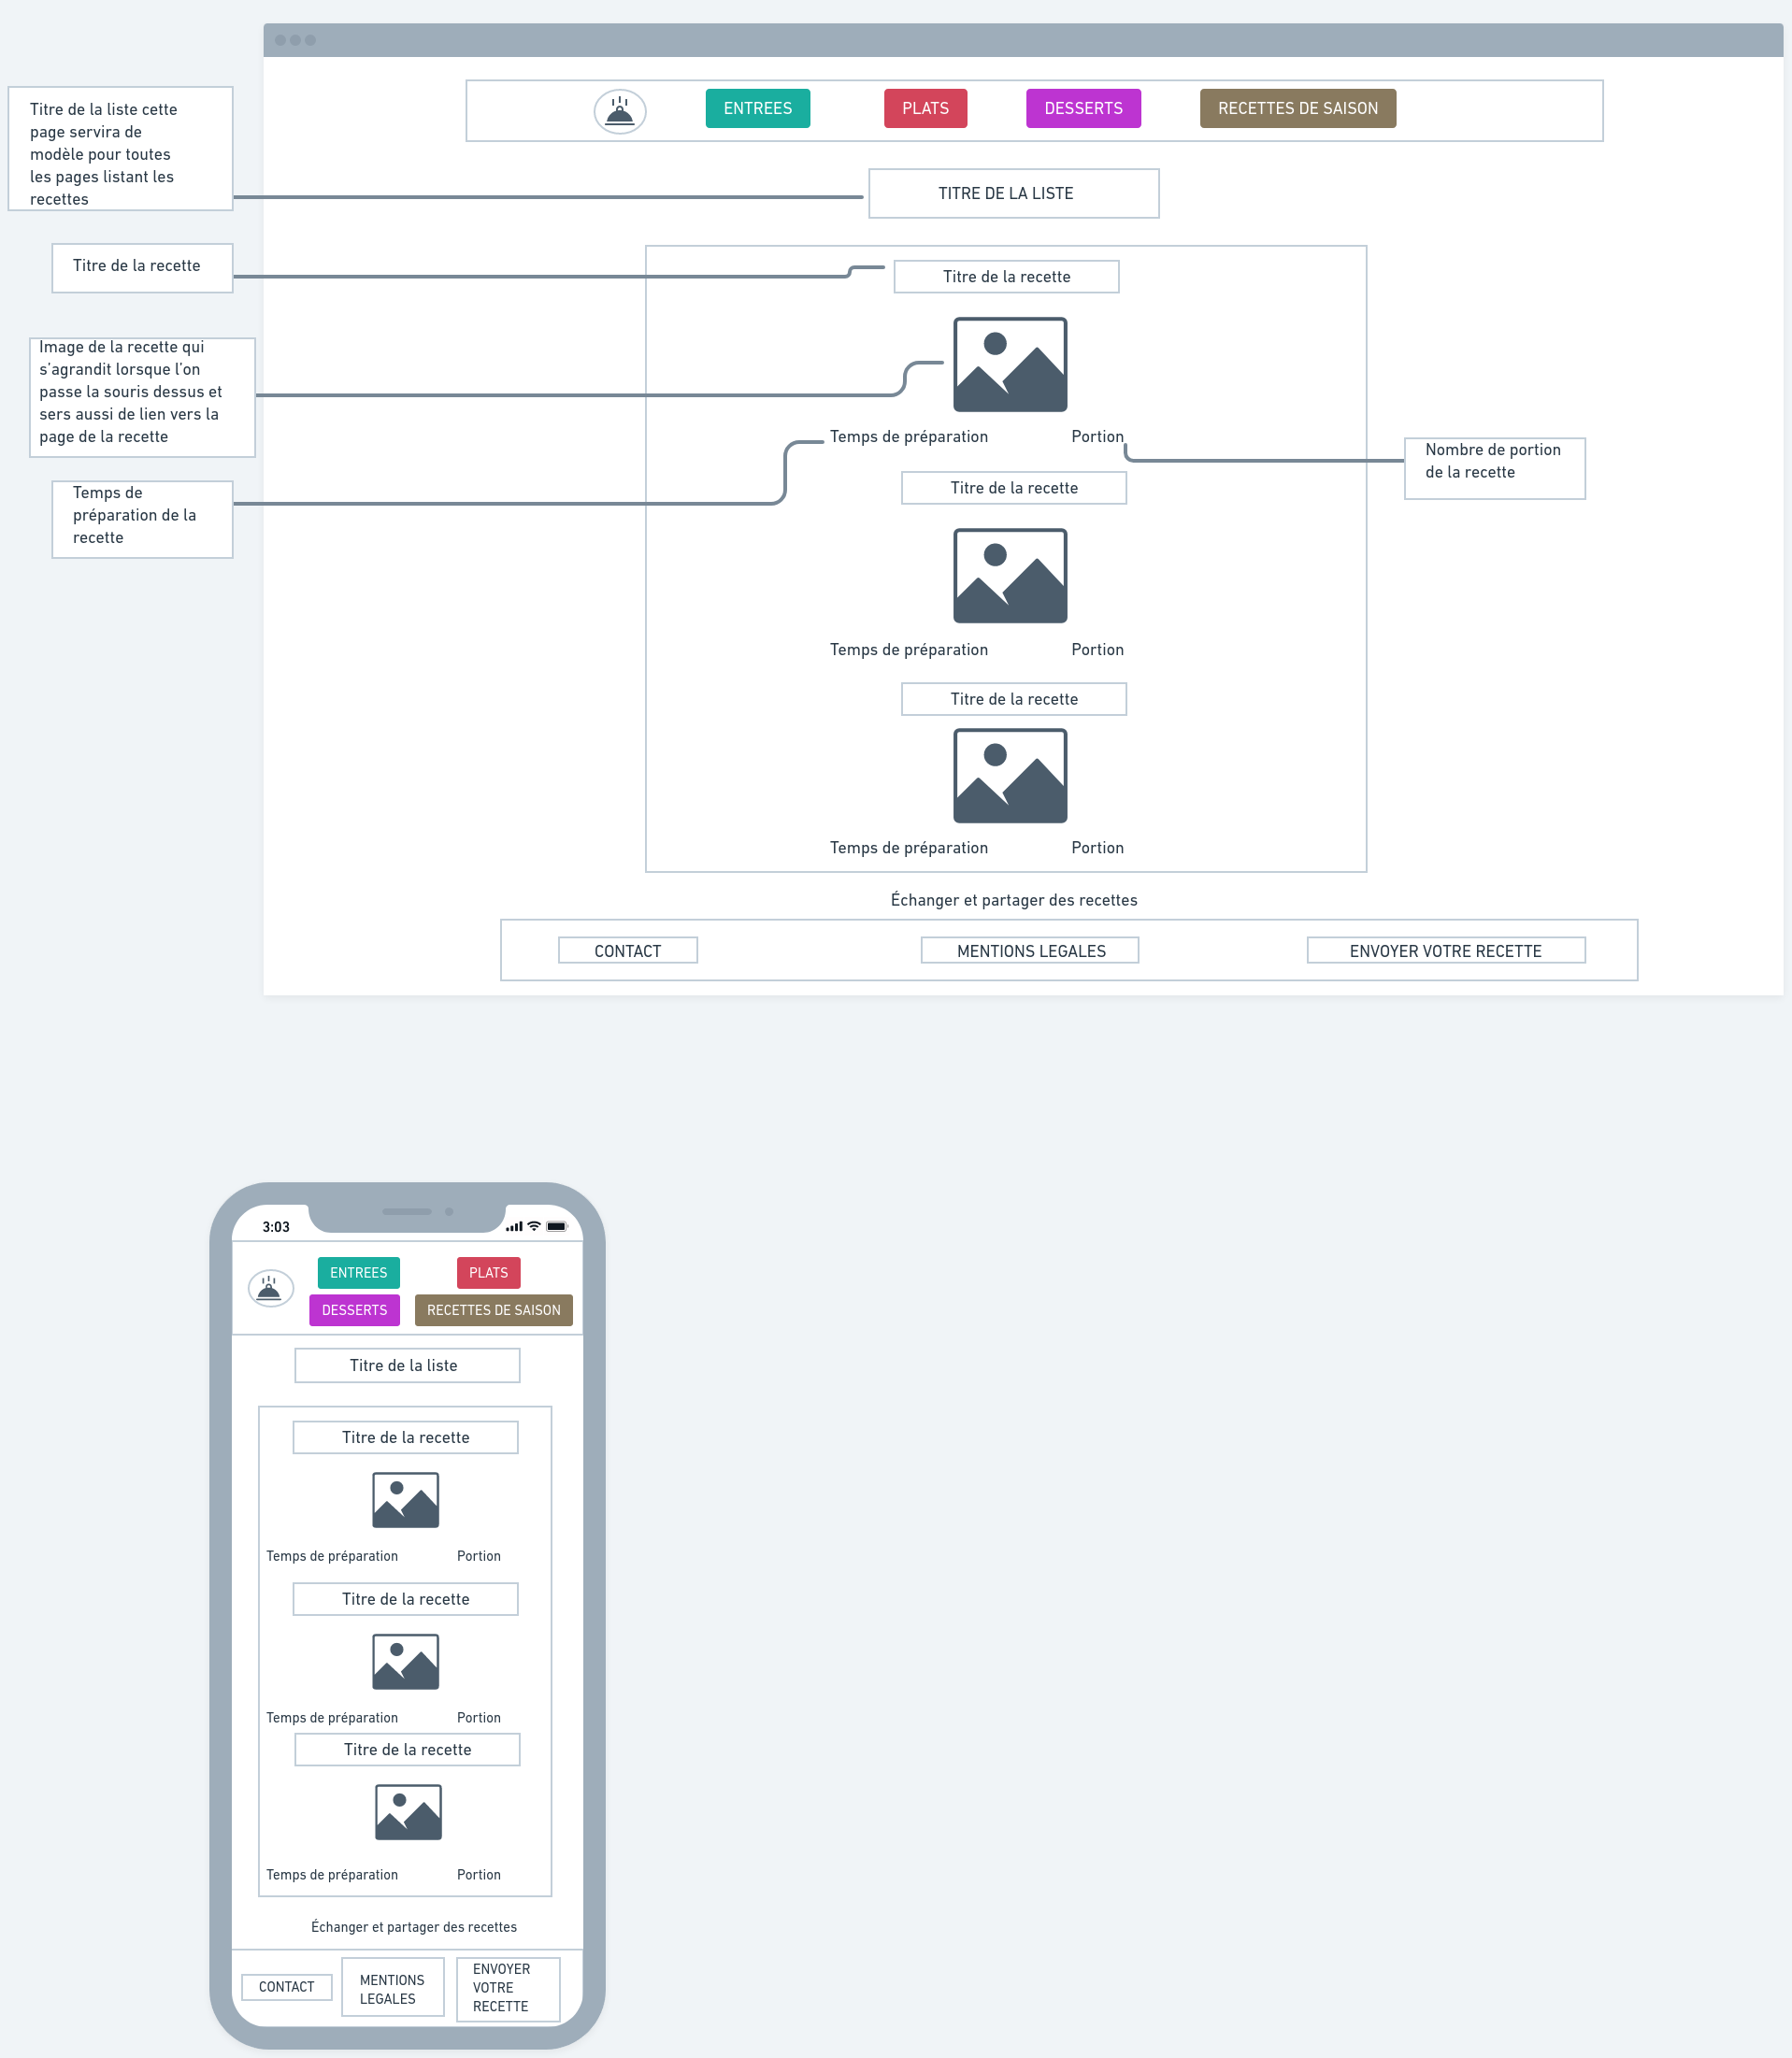 ENTREES
PLATS
DESSERTS
RECETTES DE SAISON
Titre de la liste cette
page servira de
modèle pour toutes
les pages listant les
recettes
TITRE DE LA LISTE
Titre de la recette
Titre de la recette
Image de la recette qui
s'agrandit lorsque l'on
passe la souris dessus et
sers aussi de lien vers la
page de la recette
Temps de préparation
Portion
Nombre de portion
de la recette
Temps de
préparation de la
recette
Titre de la recette
Temps de préparation
Portion
Titre de la recette
Temps de préparation
Portion
Échanger et partager des recettes
CONTACT
MENTIONS LEGALES
ENVOYER VOTRE RECETTE
3:03
ENTREES
PLATS
DESSERTS
RECETTES DE SAISON
Titre de la liste
Titre de la recette
Temps de préparation
Portion
Titre de la recette
Temps de préparation
Portion
Titre de la recette
Temps de préparation
Portion
Échanger et partager des recettes
CONTACT
MENTIONS
LEGALES
ENVOYER
VOTRE
RECETTE